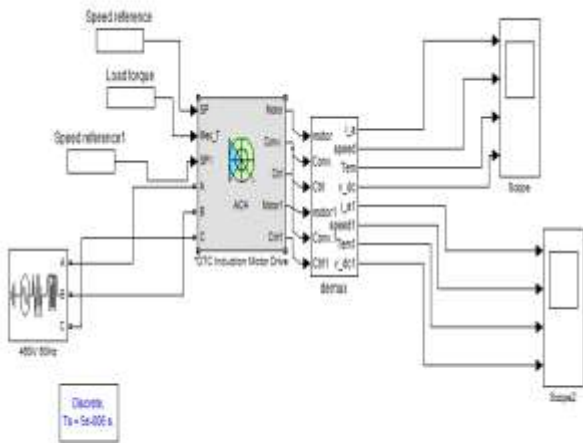 Speed reference
Load torque
Speed reference1
SP
Mec_T
SP1
A
B
C
Motor
Conv.
Ctrl
Motor1
Ctrl1
AC4
DTC Induction Motor Drive
motor
Conv.
Ctrl
motor1
Conv.1
Ctrl1
i_a
speed
Tem
v_dc
i_a1
speed1
Tem1
v_dc1
demux
Scope
Scope2
A
B
C
460V 60Hz
Discrete,
Ts = 5e-006 s.